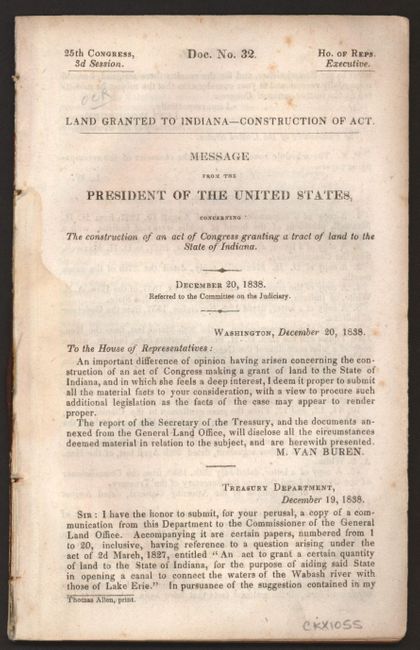 25th Congress,
3d Session.
Doc. No. 32.
Ho. of Reps.
Executive.
OCR
LAND GRANTED TO INDIANA—CONSTRUCTION OF ACT.
MESSAGE
FROM THE
PRESIDENT OF THE UNITED STATES,
CONCERNING
The construction of an act of Congress granting a tract of land to the
State of Indiana.
December 20, 1838.
Referred to the Committee on the Judiciary.
Washington, December 20, 1838.
To the House of Representatives:
An important difference of opinion having arisen concerning the con-
struction of an act of Congress making a grant of land to the State of
Indiana, and in which she feels a deep interest, I deem it proper to submit
all the material facts to your consideration, with a view to procure such
additional legislation as the facts of the case may appear to render
proper.
The report of the Secretary of the Treasury, and the documents an-
nexed from the General Land Office, will disclose all the circumstances
deemed material in relation to the subject, and are herewith presented.
M. VAN BUREN.
Treasury Department,
December 19, 1838.
Sir: I have the honor to submit, for your perusal, a copy of a com-
munication from this Department to the Commissioner of the General
Land Office. Accompanying it are certain papers, numbered from 1
to 20, inclusive, having reference to a question arising under the
act of 2d March, 1827, entitled "An act to grant a certain quantity
of land to the State of Indiana, for the purpose of aiding said State
in opening a canal to connect the waters of the Wabash river with
those of Lake Erie." In pursuance of the suggestion contained in my
Thomas Allen, print.
CKX1055